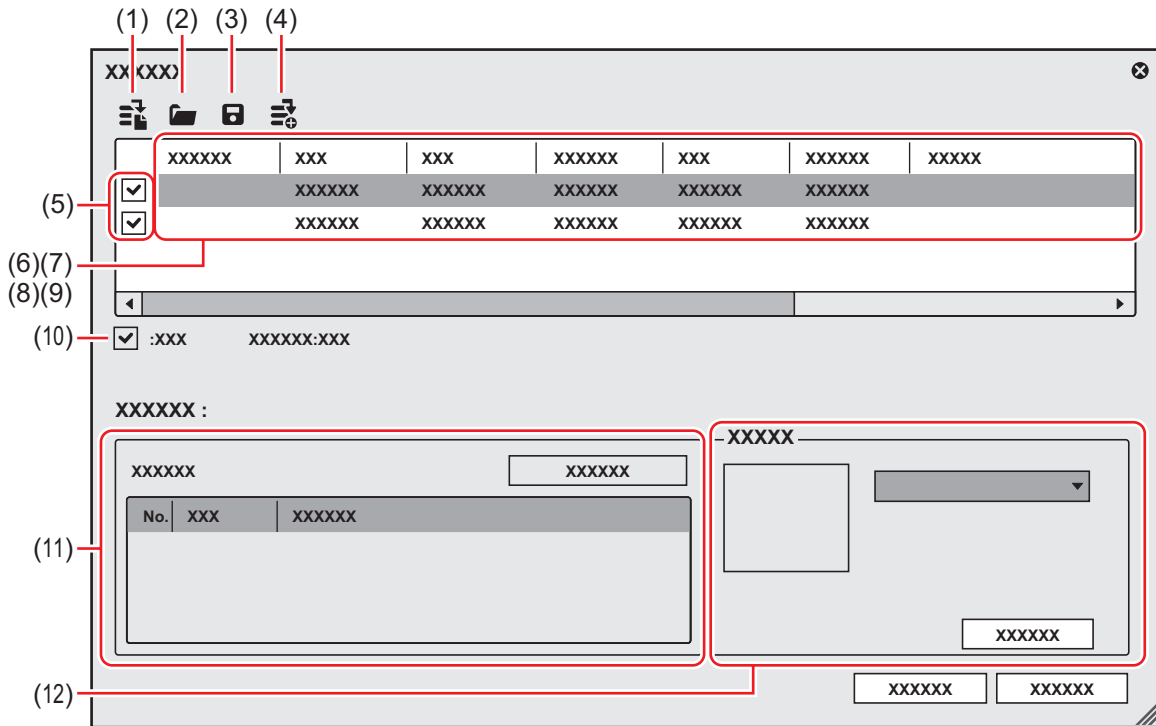 (1) (2) (3) (4)
XXXXXX
XXXXXX XXX XXX XXXXXX XXX XXXXXX XXXXX
(5)
XXXXXX XXXXXX XXXXXX XXXXXX XXXXXX
XXXXXX XXXXXX XXXXXX XXXXXX XXXXXX
(6)(7)
(8)(9)
(10) :XXX XXXXXX:XXX
XXXXXX :
XXXXX
XXXXXX XXXXXX
No. XXX XXXXXX
(11)
XXXXXX
(12)
XXXXXX XXXXXX